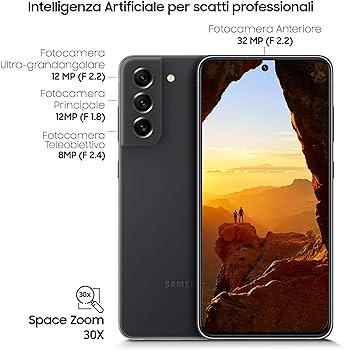 Intelligenza Artificiale per scatti professionali
Fotocamera Anteriore
32 MP (F 2.2)
Fotocamera
Ultra-grandangolare
12 MP (F 2.2)
Fotocamera
Principale
12MP (F 1.8)
Fotocamera
Teleobiettivo
8MP (F 2.4)
SAMSU
30x
Space Zoom
30X